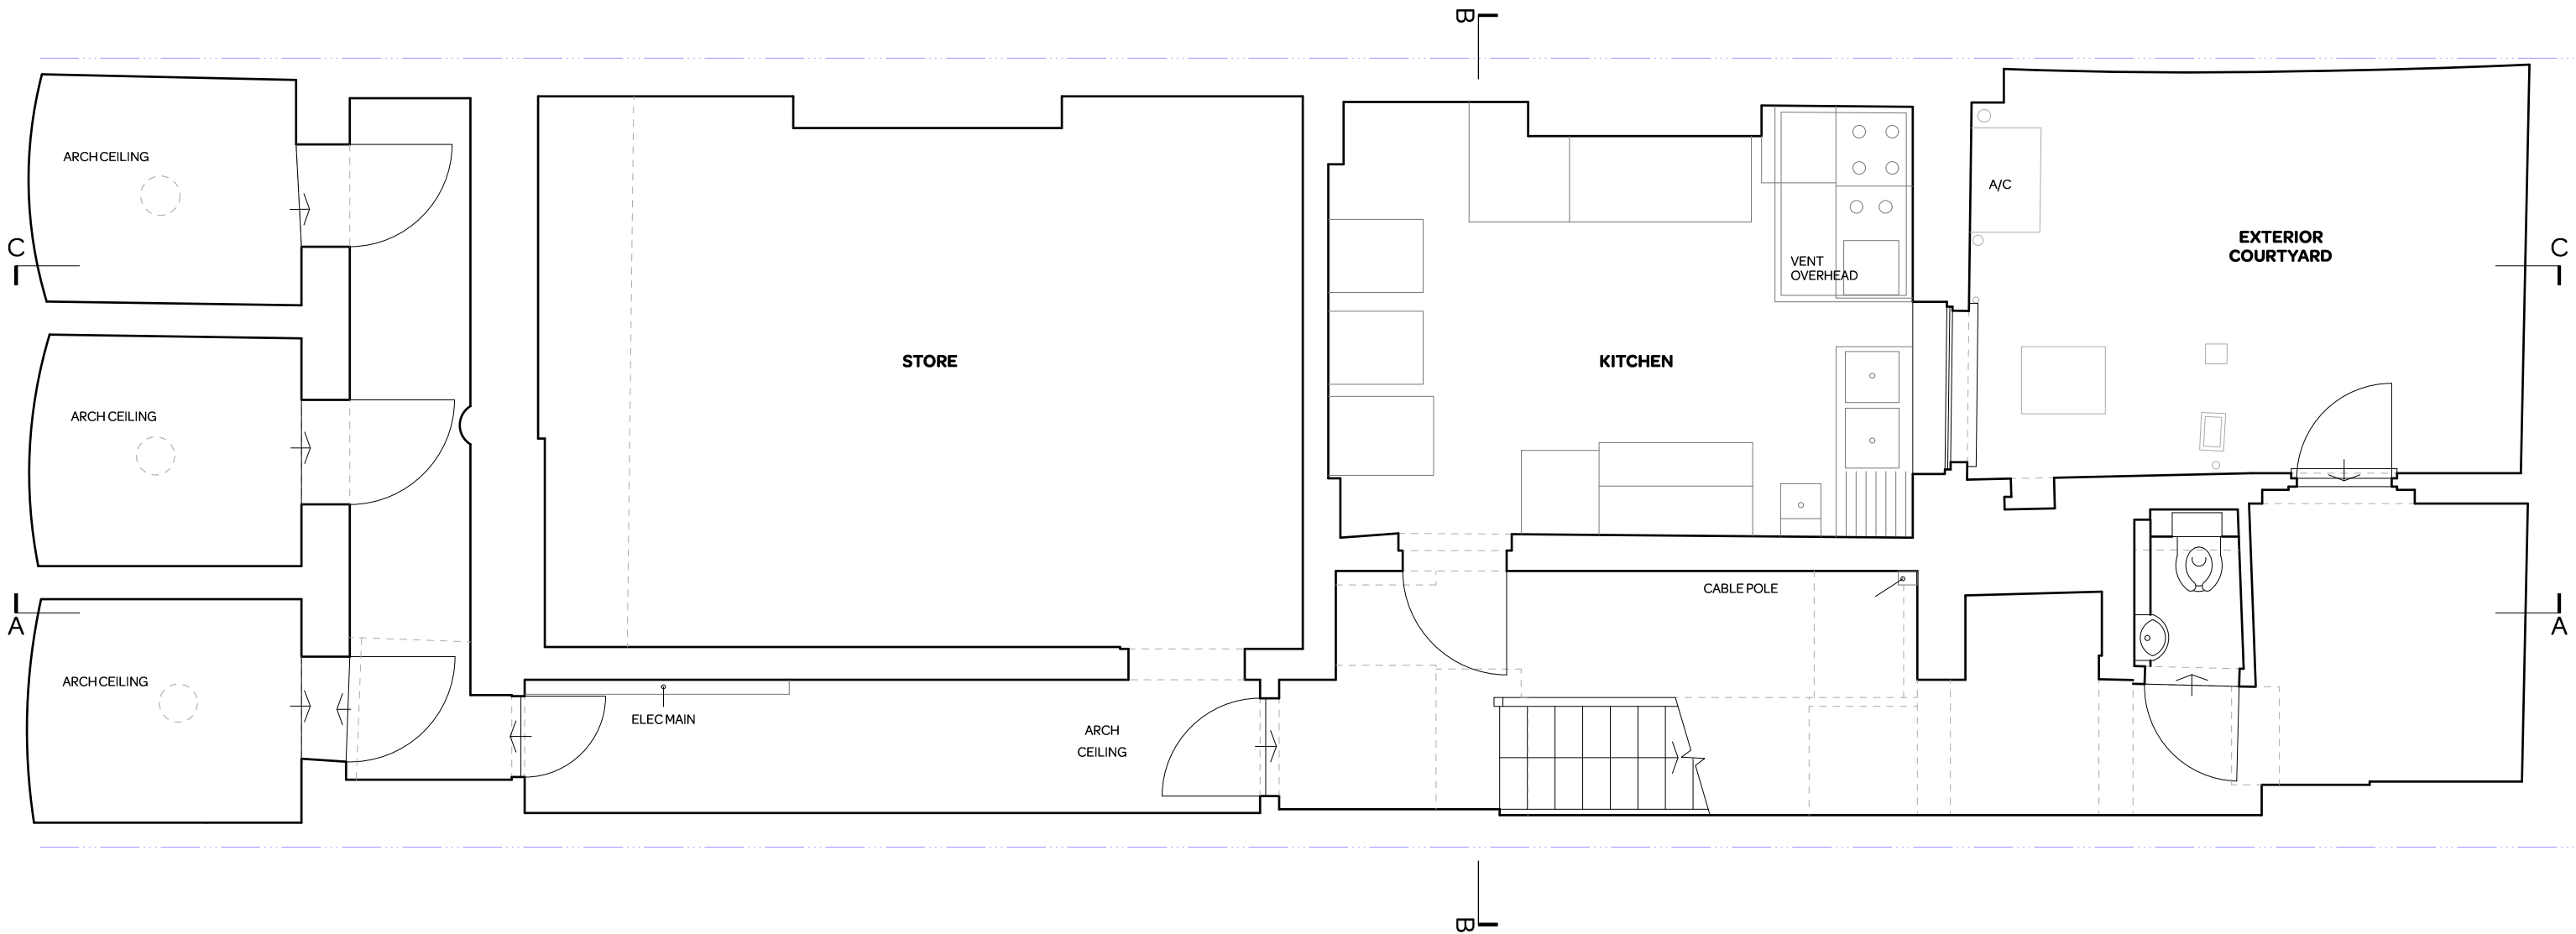 B
ARCH CEILING
A/C
C
C
EXTERIOR
COURTYARD
VENT
OVERHEAD
STORE
KITCHEN
ARCH CEILING
CABLE POLE
A
A
ARCH CEILING
ELEC MAIN
ARCH
CEILING
B